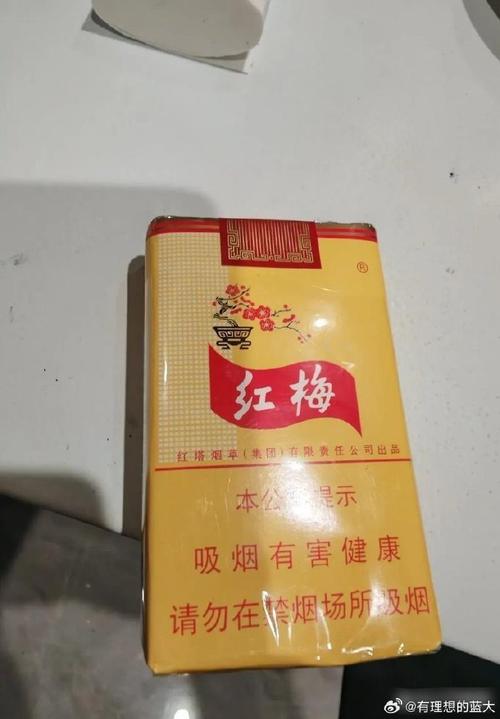 ®
红梅
红塔烟草(集团)有限责任公司出品
本公司提示
吸烟有害健康
请勿在禁烟场所吸烟
@有理想的蓝大